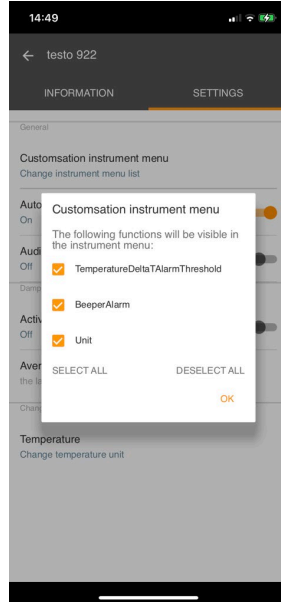 14:49
testo 922
INFORMATION SETTINGS
General
Customsation instrument menu
Change instrument menu list
Auto
On
Customsation instrument menu
The following functions will be visible in
the instrument menu:
Audi
Off
TemperatureDeltaTAlarmThreshold
Damp
BeeperAlarm
Activ
Off
Unit
Aver
the la
SELECT ALL DESELECT ALL
OK
Chang
Temperature
Change temperature unit